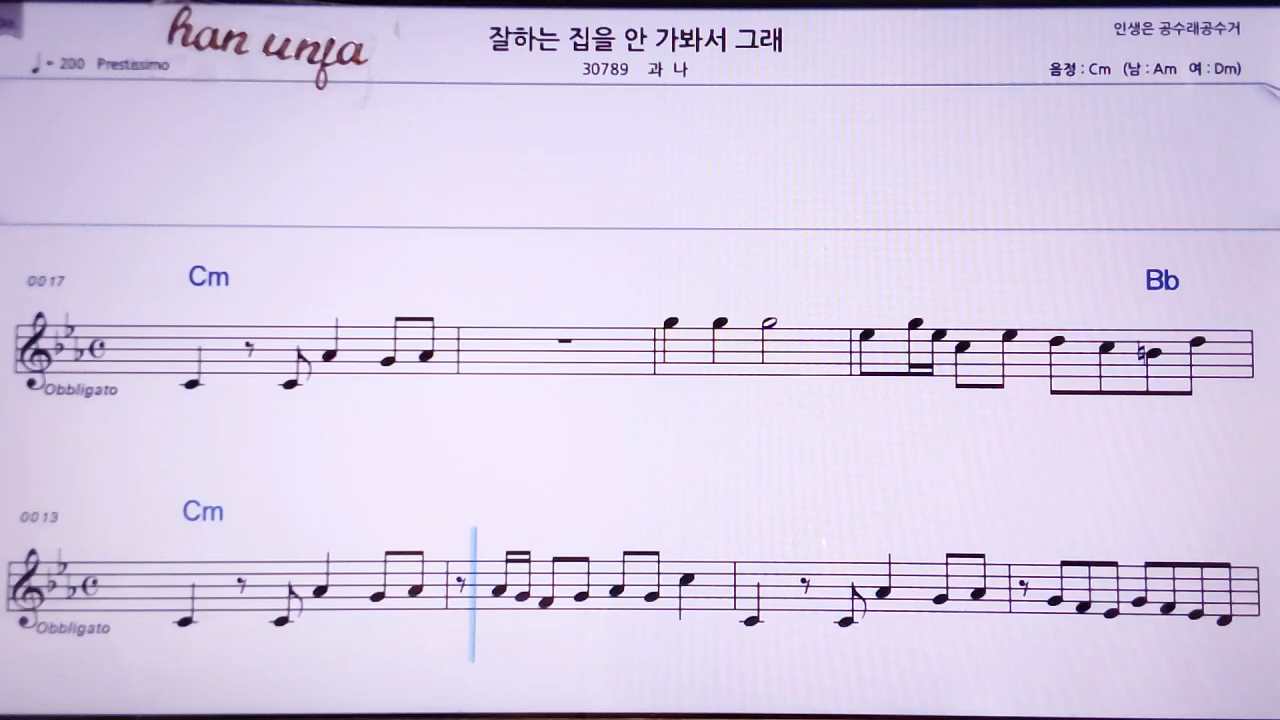 han unja
잘하는 집을 안 가봐서 그래
인생은 공수래공수거
♩ = 200 Prestissimo
30789 과 나
음정 : Cm (남 : Am 여 : Dm)
0017 Cm Bb
Obbligato
0013 Cm
Obbligato